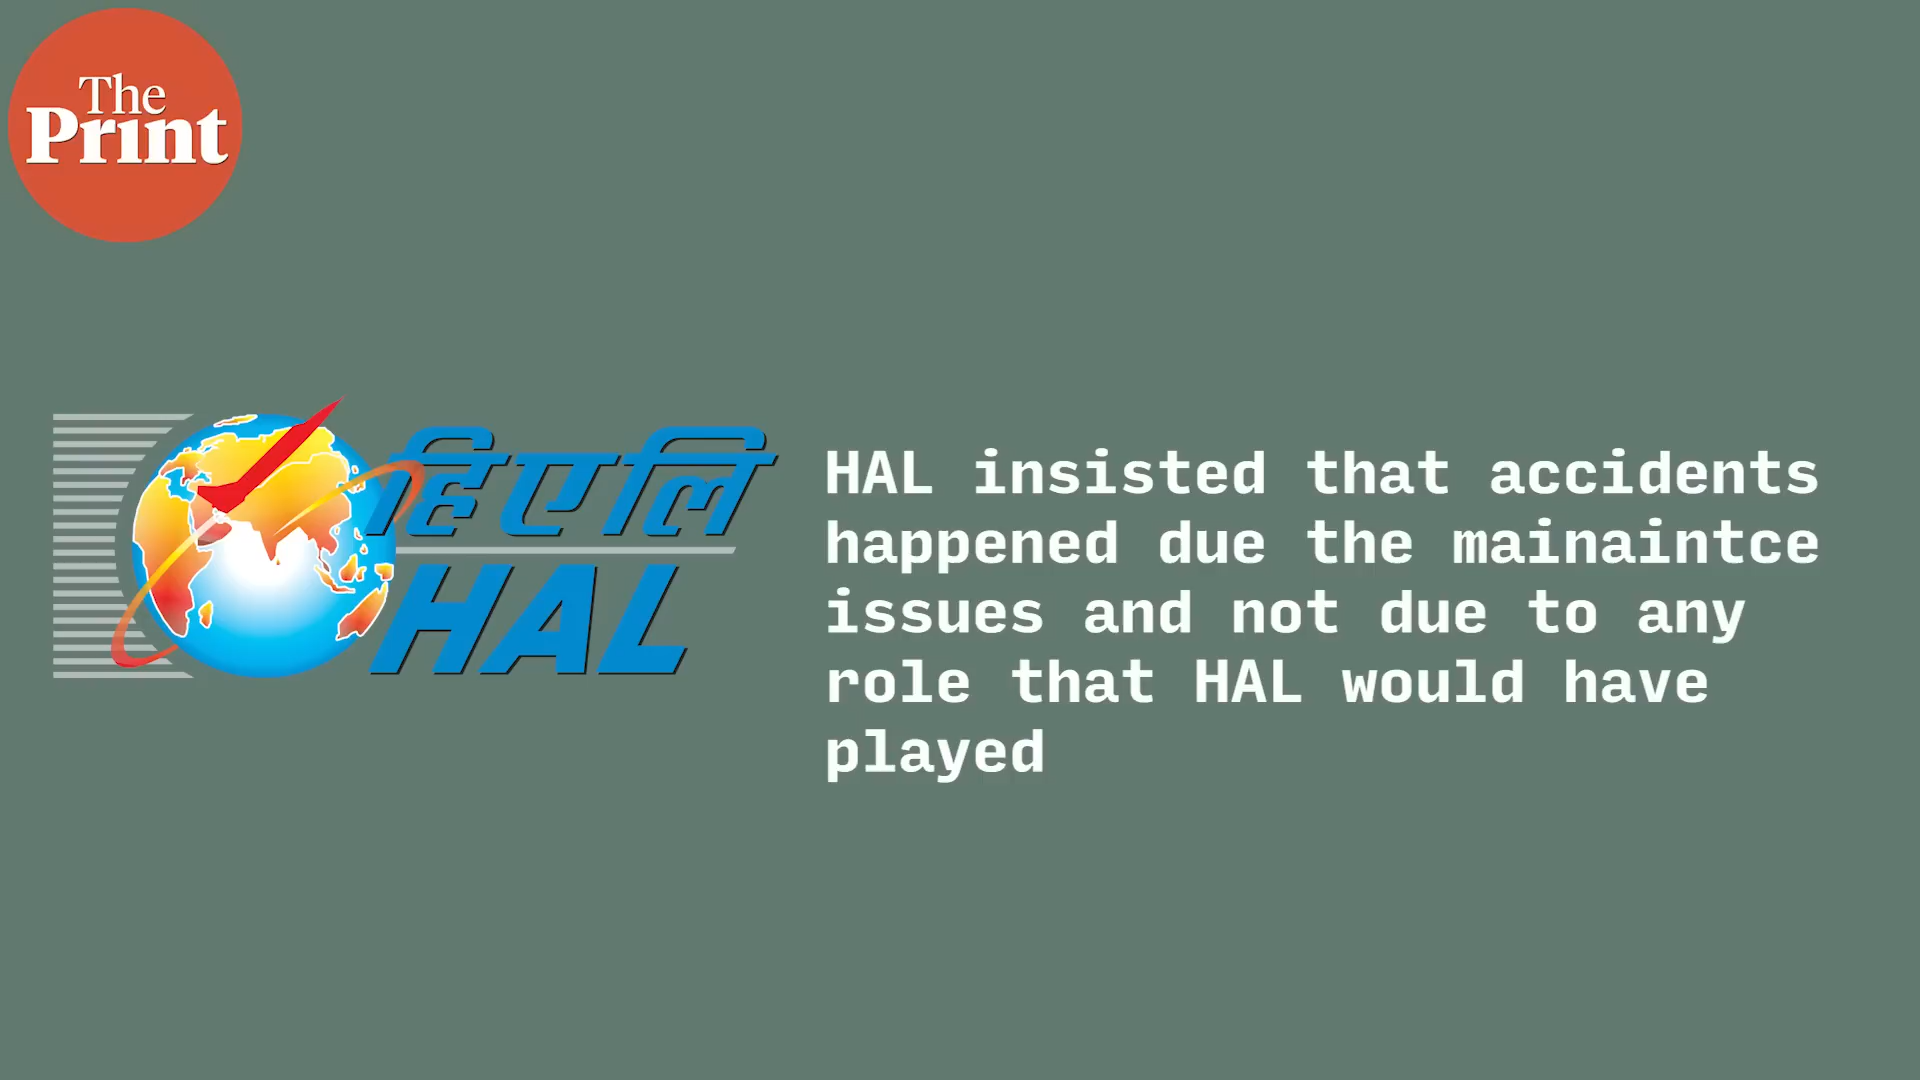 The
Print
हिएलि
HAL
HAL insisted that accidents
happened due the mainaintce
issues and not due to any
role that HAL would have
played